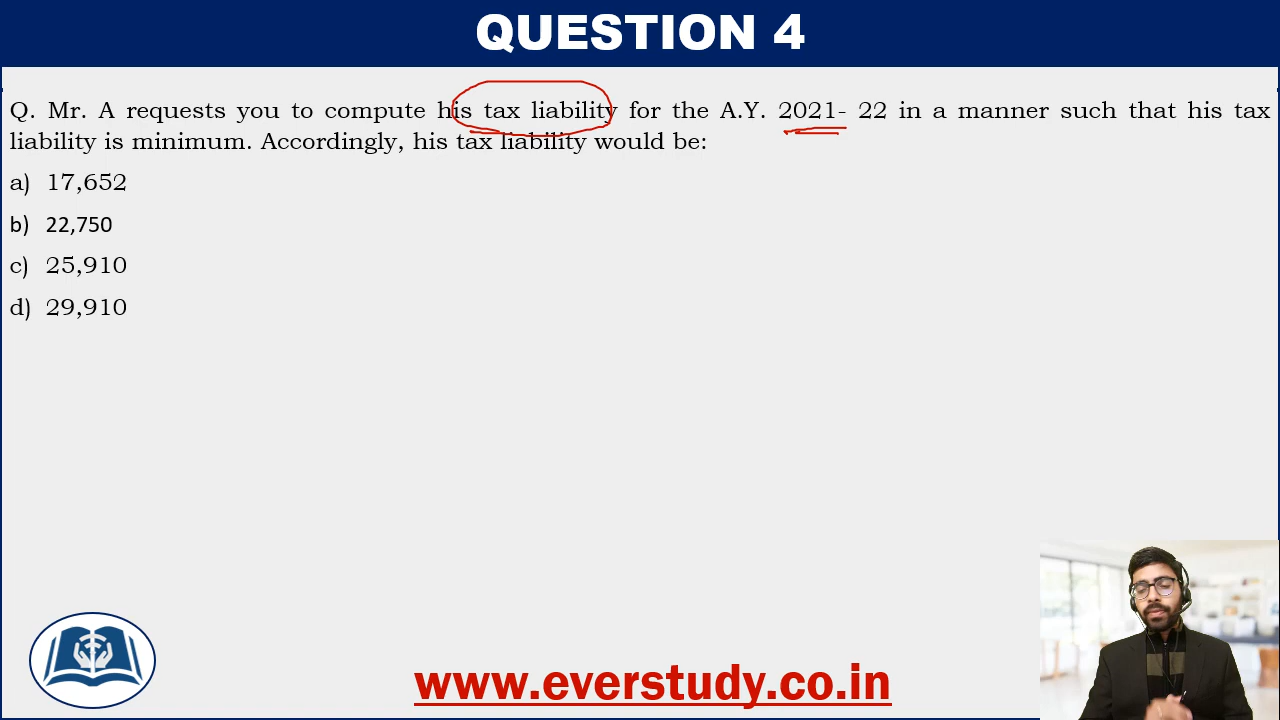 QUESTION 4
Q. Mr. A requests you to compute his tax liability for the A.Y. 2021- 22 in a manner such that his tax
liability is minimum. Accordingly, his tax liability would be:
a) 17,652
b) 22,750
c) 25,910
d) 29,910
www.everstudy.co.in